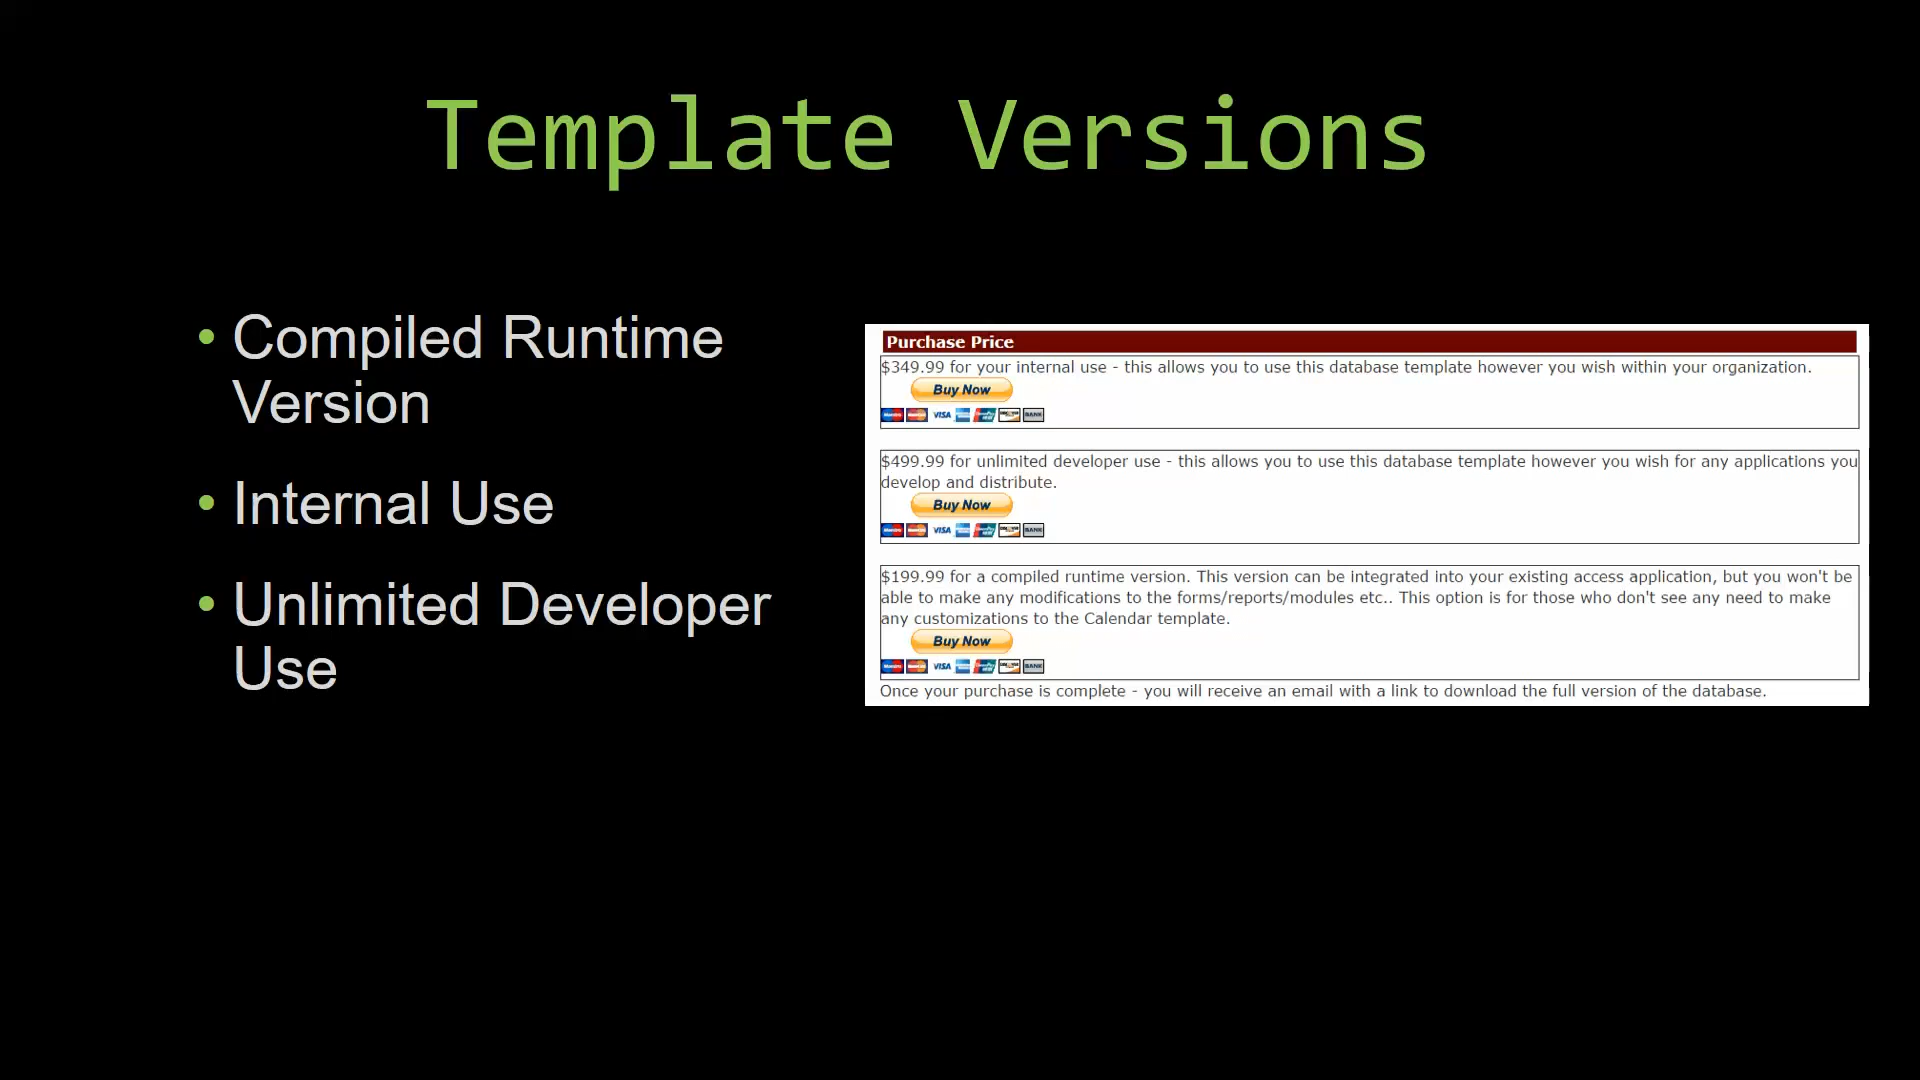 Template Versions
• Compiled Runtime
Version
• Internal Use
• Unlimited Developer
Use
Purchase Price
$349.99 for your internal use - this allows you to use this database template however you wish within your organization.
Buy Now
VISA BANK
$499.99 for unlimited developer use - this allows you to use this database template however you wish for any applications you
develop and distribute.
Buy Now
VISA BANK
$199.99 for a compiled runtime version. This version can be integrated into your existing access application, but you won't be
able to make any modifications to the forms/reports/modules etc.. This option is for those who don't see any need to make
any customizations to the Calendar template.
Buy Now
VISA BANK
Once your purchase is complete - you will receive an email with a link to download the full version of the database.